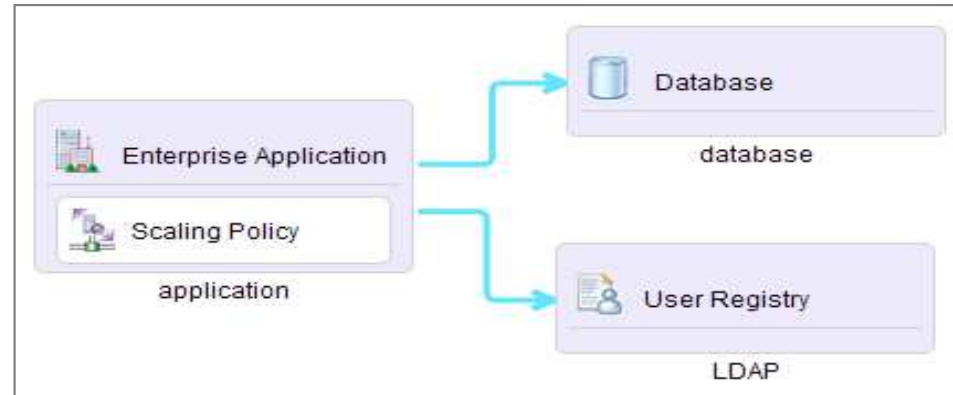 Enterprise Application
Scaling Policy
application
Database
database
User Registry
LDAP